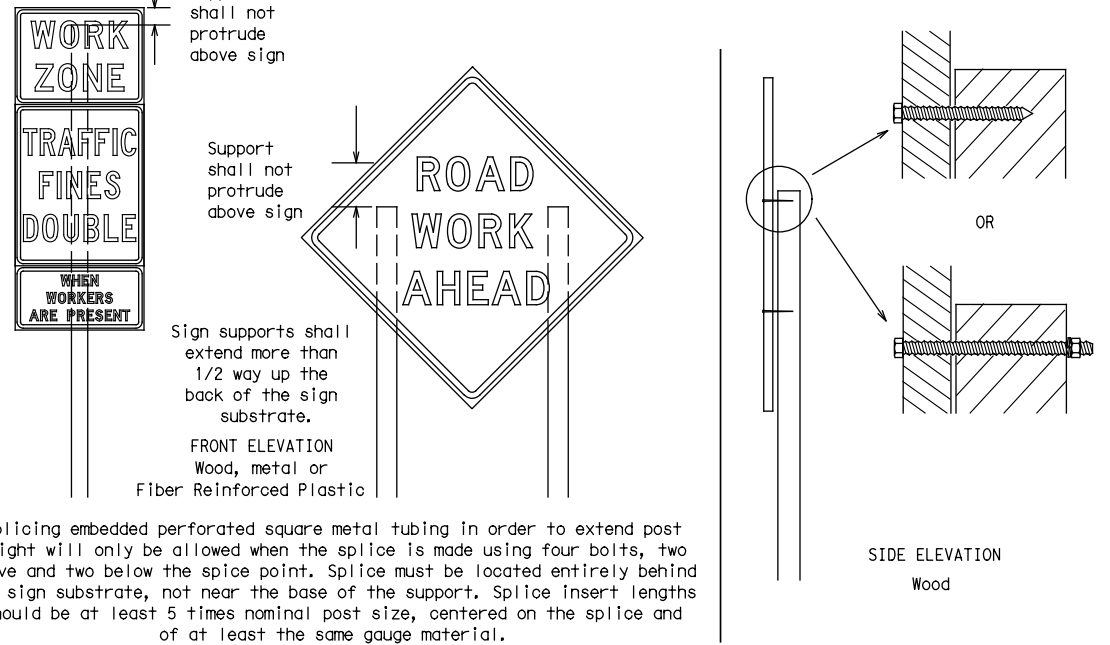 shall not
protrude
above sign
WORK
ZONE
TRAFFIC
FINES
DOUBLE
WHEN
WORKERS
ARE PRESENT
Support
shall not
protrude
above sign
ROAD
WORK
AHEAD
Sign supports shall
extend more than
1/2 way up the
back of the sign
substrate.
FRONT ELEVATION
Wood, metal or
Fiber Reinforced Plastic
OR
SIDE ELEVATION
Wood
embedded perforated square metal tubing in order to extend post
will only be allowed when the splice is made using four bolts, two
and two below the spice point. Splice must be located entirely behind
sign substrate, not near the base of the support. Splice insert lengths
be at least 5 times nominal post size, centered on the splice and
of at least the same gauge material.